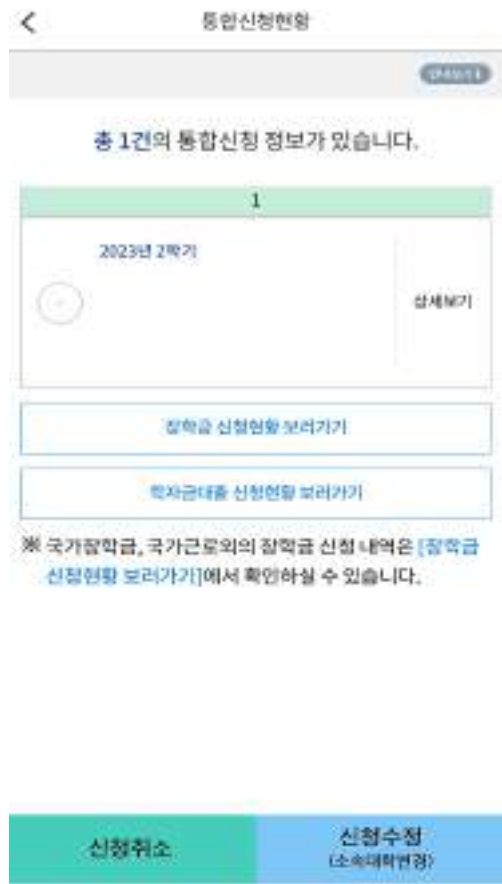 통합신청현황
총 1건의 통합신청 정보가 있습니다.
1
2023년 2학기
상세보기
장학금 신청현황 보러가기
학자금대출 신청현황 보러가기
※ 국가장학금, 국가근로외의 장학금 신청 내역은 [장학금
신청현황 보러가기]에서 확인하실 수 있습니다.
신청취소
신청수정
(소속대학변경)